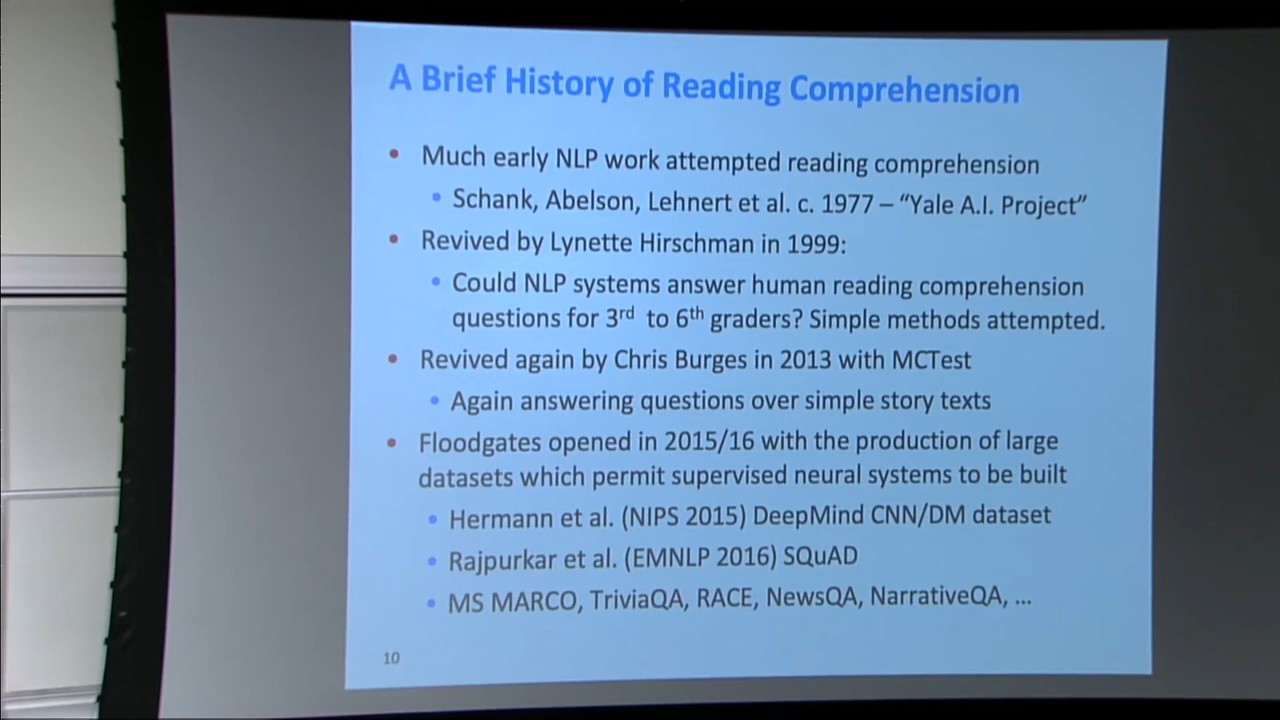 A Brief History of Reading Comprehension
• Much early NLP work attempted reading comprehension
• Schank, Abelson, Lehnert et al. c. 1977 – “Yale A.I. Project”
• Revived by Lynette Hirschman in 1999:
• Could NLP systems answer human reading comprehension
questions for 3rd to 6th graders? Simple methods attempted.
• Revived again by Chris Burges in 2013 with MCTest
• Again answering questions over simple story texts
• Floodgates opened in 2015/16 with the production of large
datasets which permit supervised neural systems to be built
• Hermann et al. (NIPS 2015) DeepMind CNN/DM dataset
• Rajpurkar et al. (EMNLP 2016) SQuAD
• MS MARCO, TriviaQA, RACE, NewsQA, NarrativeQA, ...
10